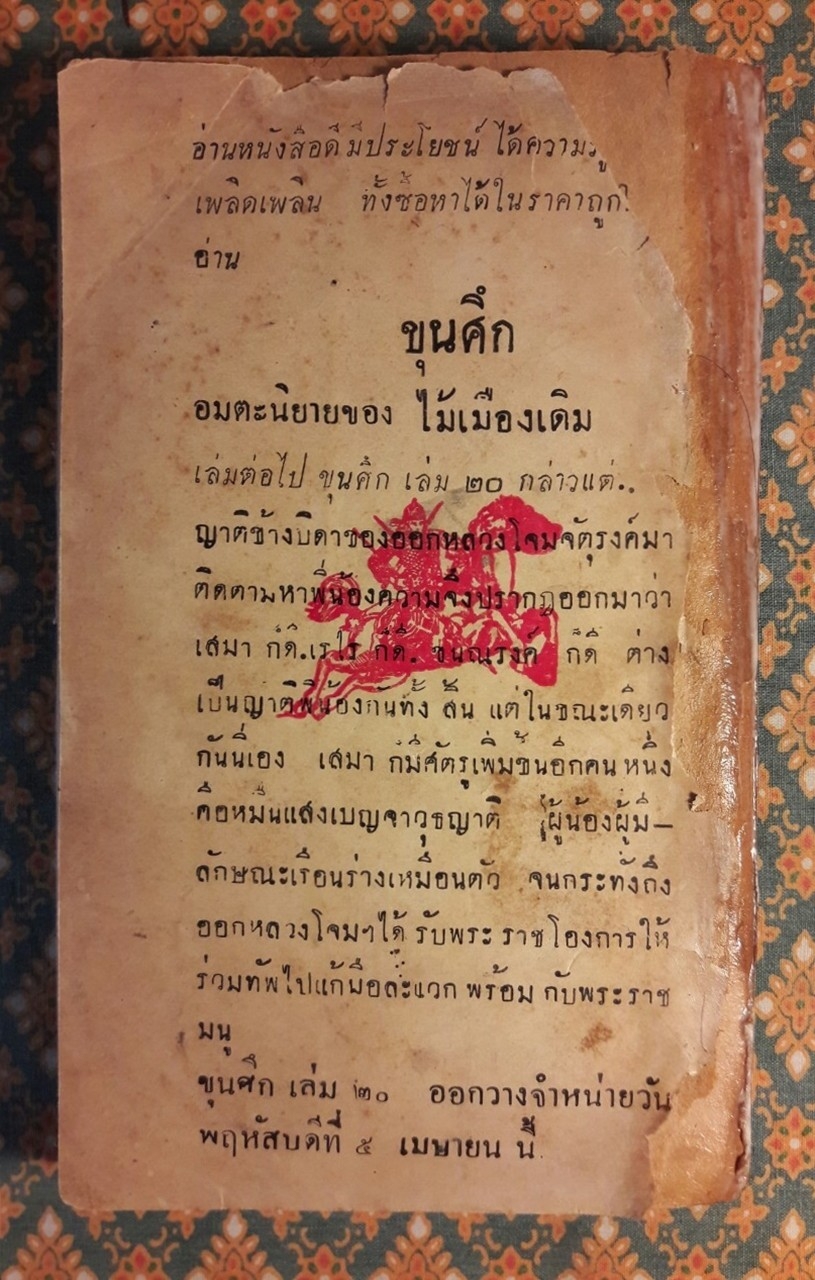 อ่านหนังสือดีมีประโยชน์ ได้ความรู้
เพลิดเพลิน ทั้งซื้อหาได้ในราคาถูก
อ่าน
ขุนศึก
อมตะนิยายของ ไม้เมืองเดิม
เล่มต่อไป ขุนศึก เล่ม ๒๐ กล่าวแต่..
ญาติข้างบิดาของออกหลวงโจมจัตุรงค์มา
ติดตามหาพี่น้องความจึงปรากฎออกมาว่า
เสมา ก็ดี.เรไร ก็ดี. ขุนณรงค์ ก็ดี ต่าง
เป็นญาติพี่น้องกันทั้ง สิ้น แต่ในขณะเดียว
กันนี่เอง เสมา ก็มีศัตรูเพิ่มขึ้นอีกคน หนึ่ง
คือหมื่นแสงเบญจาวุธญาติ ผู้น้องผู้มี–
ลักษณะเรือนร่างเหมือนตัว จนกระทั่งถึง
ออกหลวงโจมฯได้ รับพระ ราชโองการให้
ร่วมทัพไปแก้มือละแวก พร้อม กับพระราช
มนู
ขุนศึก เล่ม ๒๐ ออกวางจำหน่ายวัน
พฤหัสบดีที่ ๕ เมษายน นี้